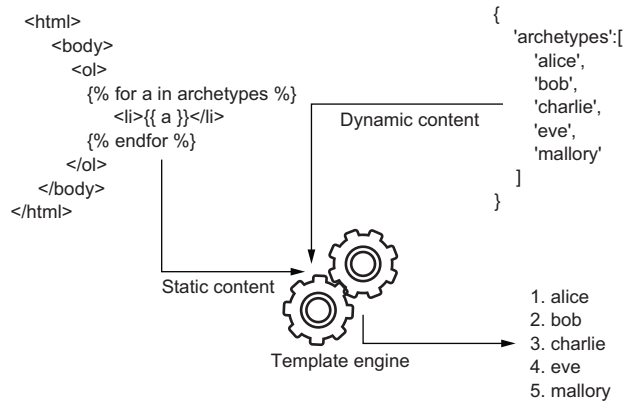 <html>
<body>
<ol>
{% for a in archetypes %}
<li>{{ a }}</li>
{% endfor %}
</ol>
</body>
</html>
{
'archetypes':[
'alice',
'bob',
'charlie',
'eve',
'mallory'
]
}
Dynamic content
Static content
Template engine
1. alice
2. bob
3. charlie
4. eve
5. mallory